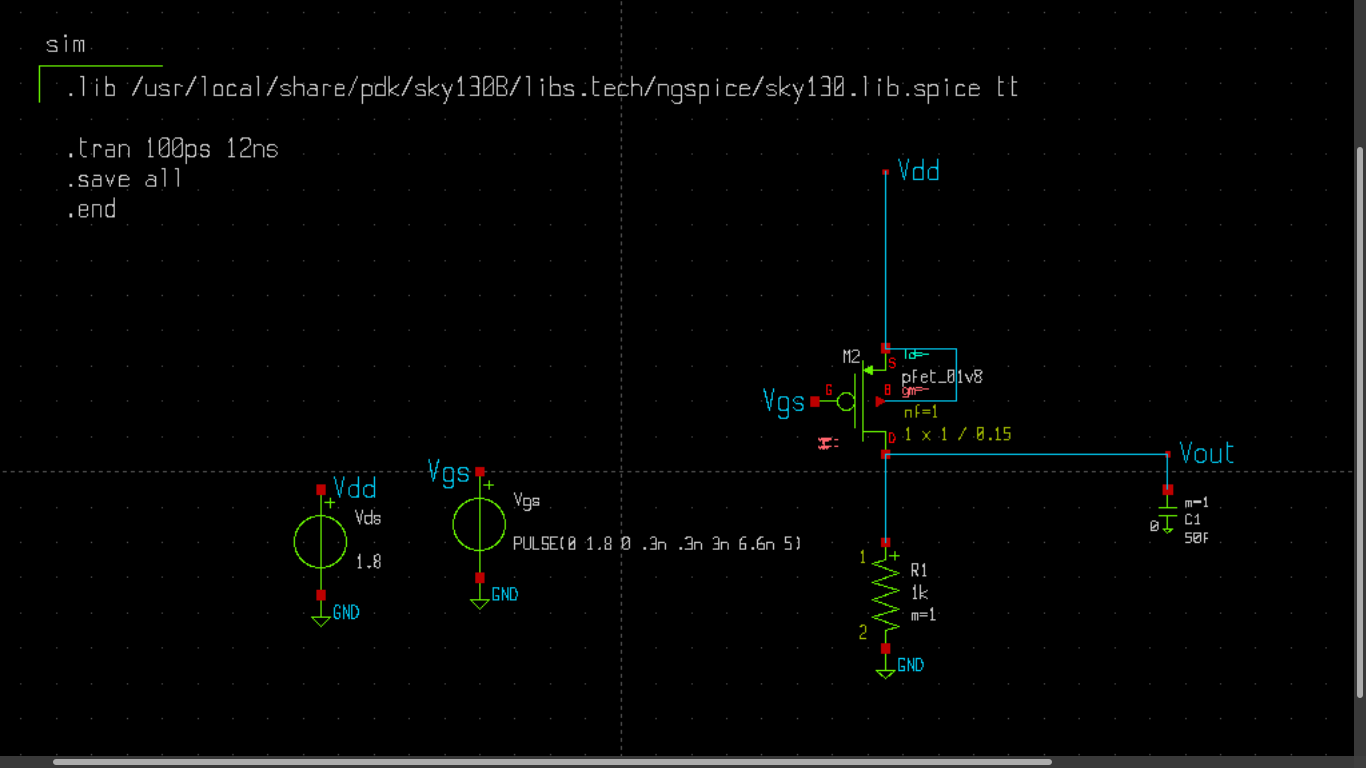 sim
.lib /usr/local/share/pdk/sky130B/libs.tech/ngspice/sky130.lib.spice tt
.tran 100ps 12ns
.save all
.end
Vdd
M2
S
pfet_01v8
Vgs
G
B
gm=-
nf=1
D
1 x 1 / 0.15
Vout
Vdd
+
Vds
1.8
GND
Vgs
+
Vgs
PULSE(0 1.8 0 .3n .3n 3n 6.6n 5)
GND
1
+
R1
1k
m=1
2
GND
m=1
C1
0
50f